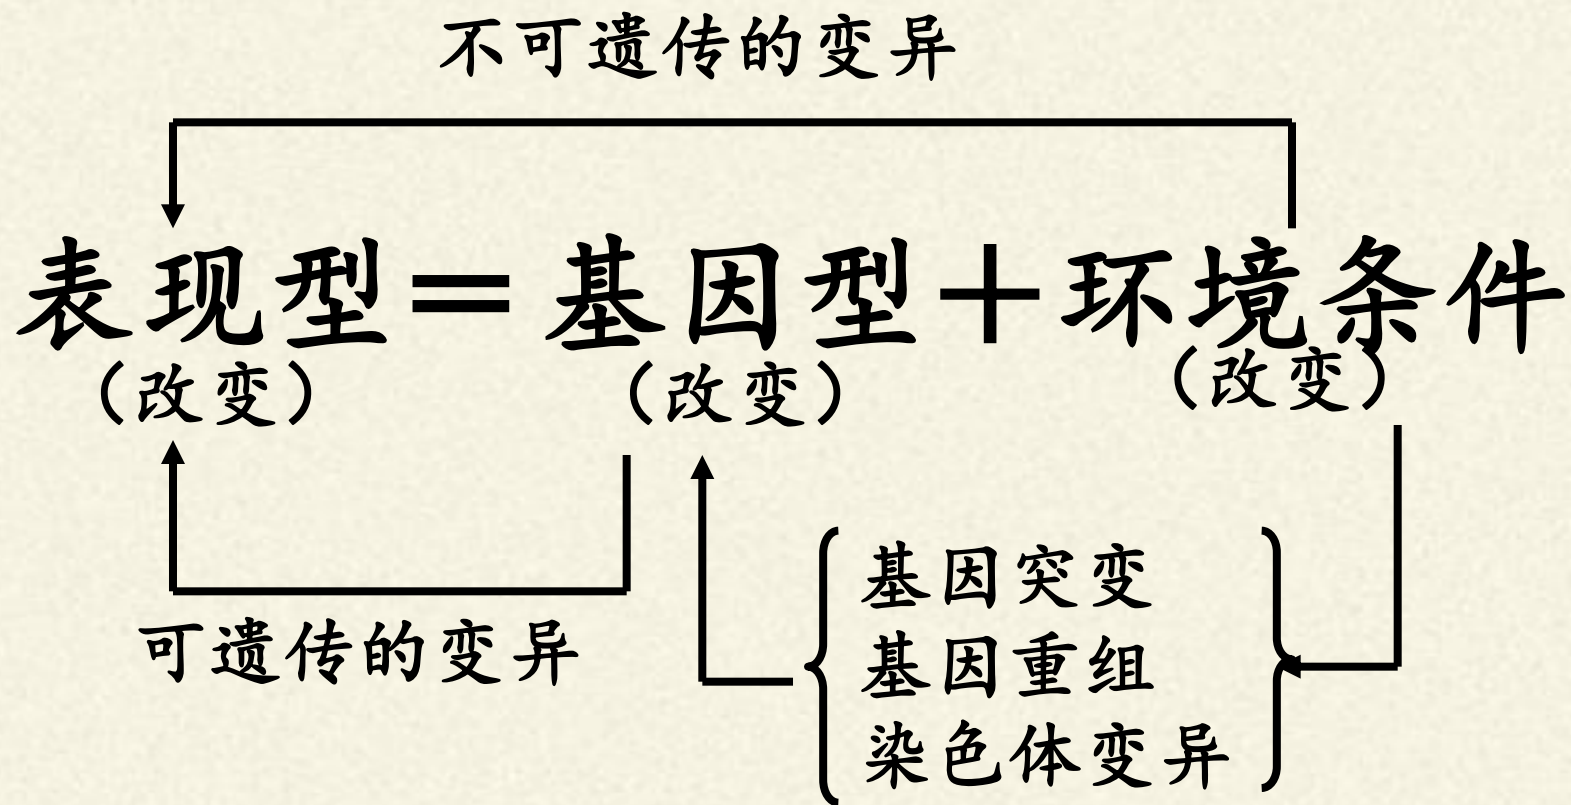 不可遗传的变异
表现型=基因型+环境条件
(改变) (改变) (改变)
基因突变
可遗传的变异
基因重组
染色体变异